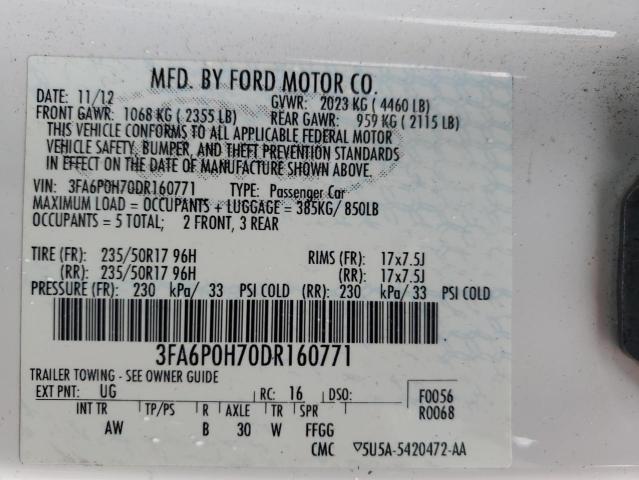 MFD. BY FORD MOTOR CO.
DATE: 11/12 GVWR: 2023 KG ( 4460 LB)
FRONT GAWR: 1068 KG ( 2355 LB) REAR GAWR: 959 KG ( 2115 LB)
THIS VEHICLE CONFORMS TO ALL APPLICABLE FEDERAL MOTOR
VEHICLE SAFETY, BUMPER, AND THEFT PREVENTION STANDARDS
IN EFFECT ON THE DATE OF MANUFACTURE SHOWN ABOVE.
VIN: 3FA6P0H70DR160771 TYPE: Passenger Car
MAXIMUM LOAD = OCCUPANTS + LUGGAGE = 385KG/ 850LB
OCCUPANTS = 5 TOTAL; 2 FRONT, 3 REAR
TIRE (FR): 235/50R17 96H RIMS (FR): 17x7.5J
(RR): 235/50R17 96H (RR): 17x7.5J
PRESSURE (FR): 230 kPa/ 33 PSI COLD (RR): 230 kPa/ 33 PSI COLD
3FA6P0H70DR160771
TRAILER TOWING - SEE OWNER GUIDE
EXT PNT: UG RC: 16 DSO: F0056
R0068
INT TR TP/PS R AXLE TR SPR
AW B 30 W FFGG
CMC ▽5U5A-5420472-AA